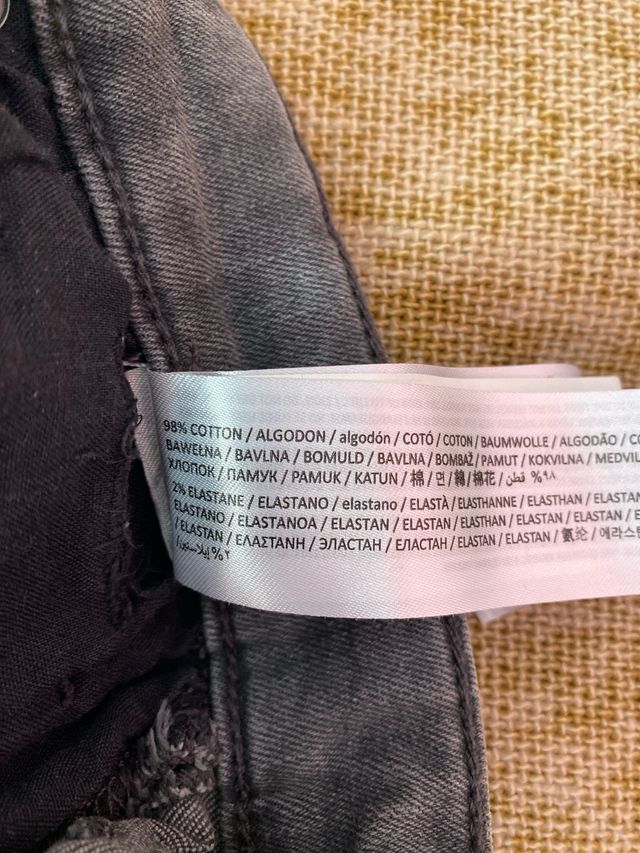 98% COTTON / ALGODON / algodón / COTÓ / COTON / BAUMWOLLE / ALGODÃO / CO
BAWEŁNA / BAVLNA / BOMULD / BAVLNA / BOMBAŽ / PAMUT / KOKVILNA / MEDVIL
ХЛОПОК / ПАМУК / PAMUK / KATUN / 棉 / 면 / 綿 / 棉花 / قطن %٩٨
2% ELASTANE / ELASTANO / elastano / ELASTÀ / ELASTHANNE / ELASTHAN / ELASTAN
ELASTANO / ELASTANOA / ELASTAN / ELASTAN / ELASTHAN / ELASTAN / ELASTAN / E
/ ELASTAN / ΕΛΑΣΤΑΝΗ / ЭЛАСТАН / ЕЛАСТАН / ELASTAN / ELASTAN / 氨纶 / 에라스
/ إيلاستين %٢